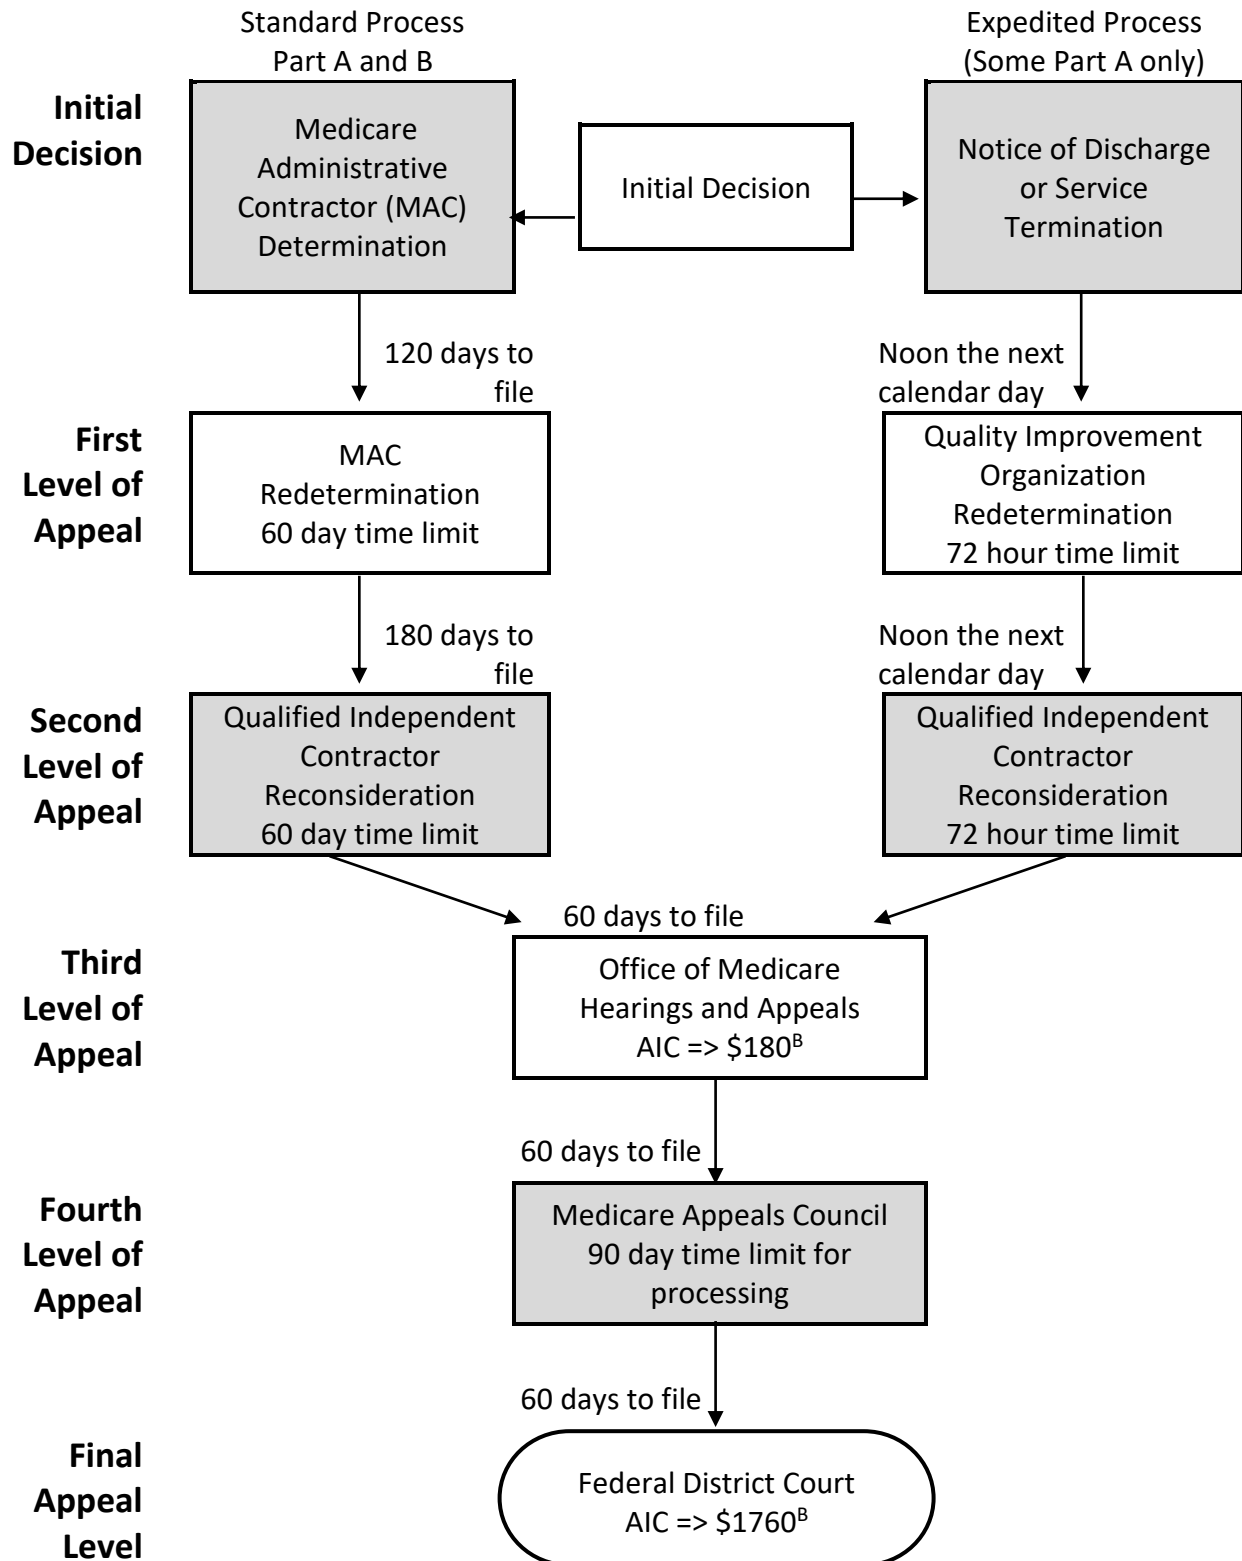 Standard Process
Part A and B
Expedited Process
(Some Part A only)
Initial
Decision
Medicare
Administrative
Contractor (MAC)
Determination
Initial Decision
Notice of Discharge
or Service
Termination
120 days to
file
Noon the next
calendar day
First
Level of
Appeal
MAC
Redetermination
60 day time limit
Quality Improvement
Organization
Redetermination
72 hour time limit
180 days to
file
Noon the next
calendar day
Second
Level of
Appeal
Qualified Independent
Contractor
Reconsideration
60 day time limit
Qualified Independent
Contractor
Reconsideration
72 hour time limit
60 days to file
Third
Level of
Appeal
Office of Medicare
Hearings and Appeals
AIC => $180ᴮ
60 days to file
Fourth
Level of
Appeal
Medicare Appeals Council
90 day time limit for
processing
60 days to file
Final
Appeal
Level
Federal District Court
AIC => $1760ᴮ